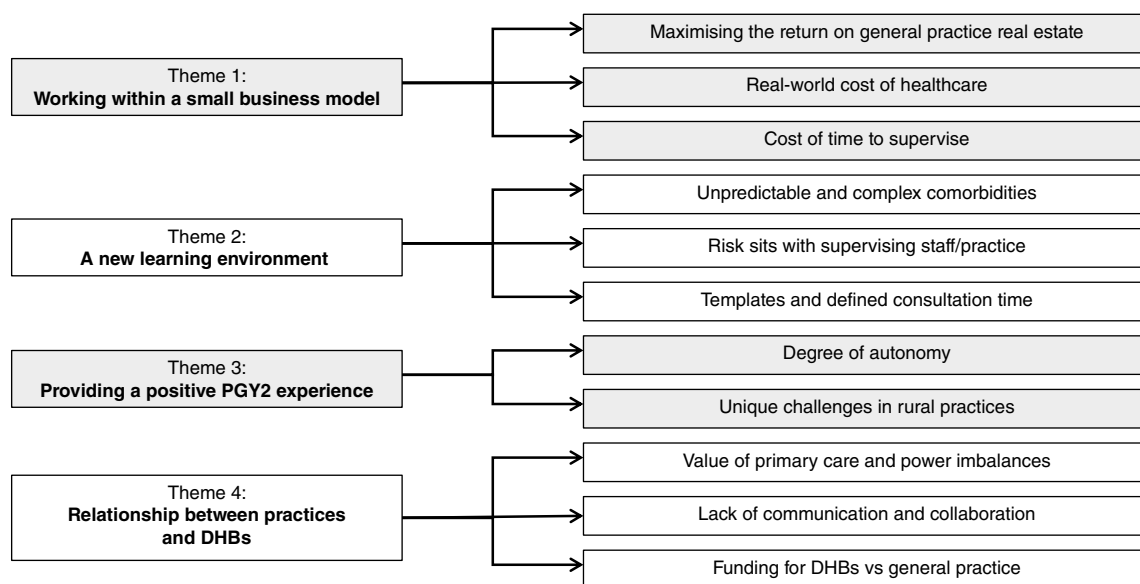 Theme 1:
Working within a small business model
Maximising the return on general practice real estate
Real-world cost of healthcare
Cost of time to supervise
Theme 2:
A new learning environment
Unpredictable and complex comorbidities
Risk sits with supervising staff/practice
Templates and defined consultation time
Theme 3:
Providing a positive PGY2 experience
Degree of autonomy
Unique challenges in rural practices
Theme 4:
Relationship between practices
and DHBs
Value of primary care and power imbalances
Lack of communication and collaboration
Funding for DHBs vs general practice